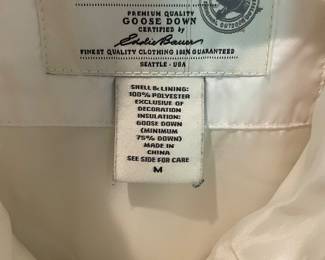 PREMIUM QUALITY
GOOSE DOWN
CERTIFIED by
Eddie Bauer
FINEST QUALITY CLOTHING 100% GUARANTEED
SEATTLE · USA
SHELL & LINING:
100% POLYESTER
EXCLUSIVE OF
DECORATION
INSULATION:
GOOSE DOWN
(MINIMUM
75% DOWN)
MADE IN
CHINA
SEE SIDE FOR CARE
M